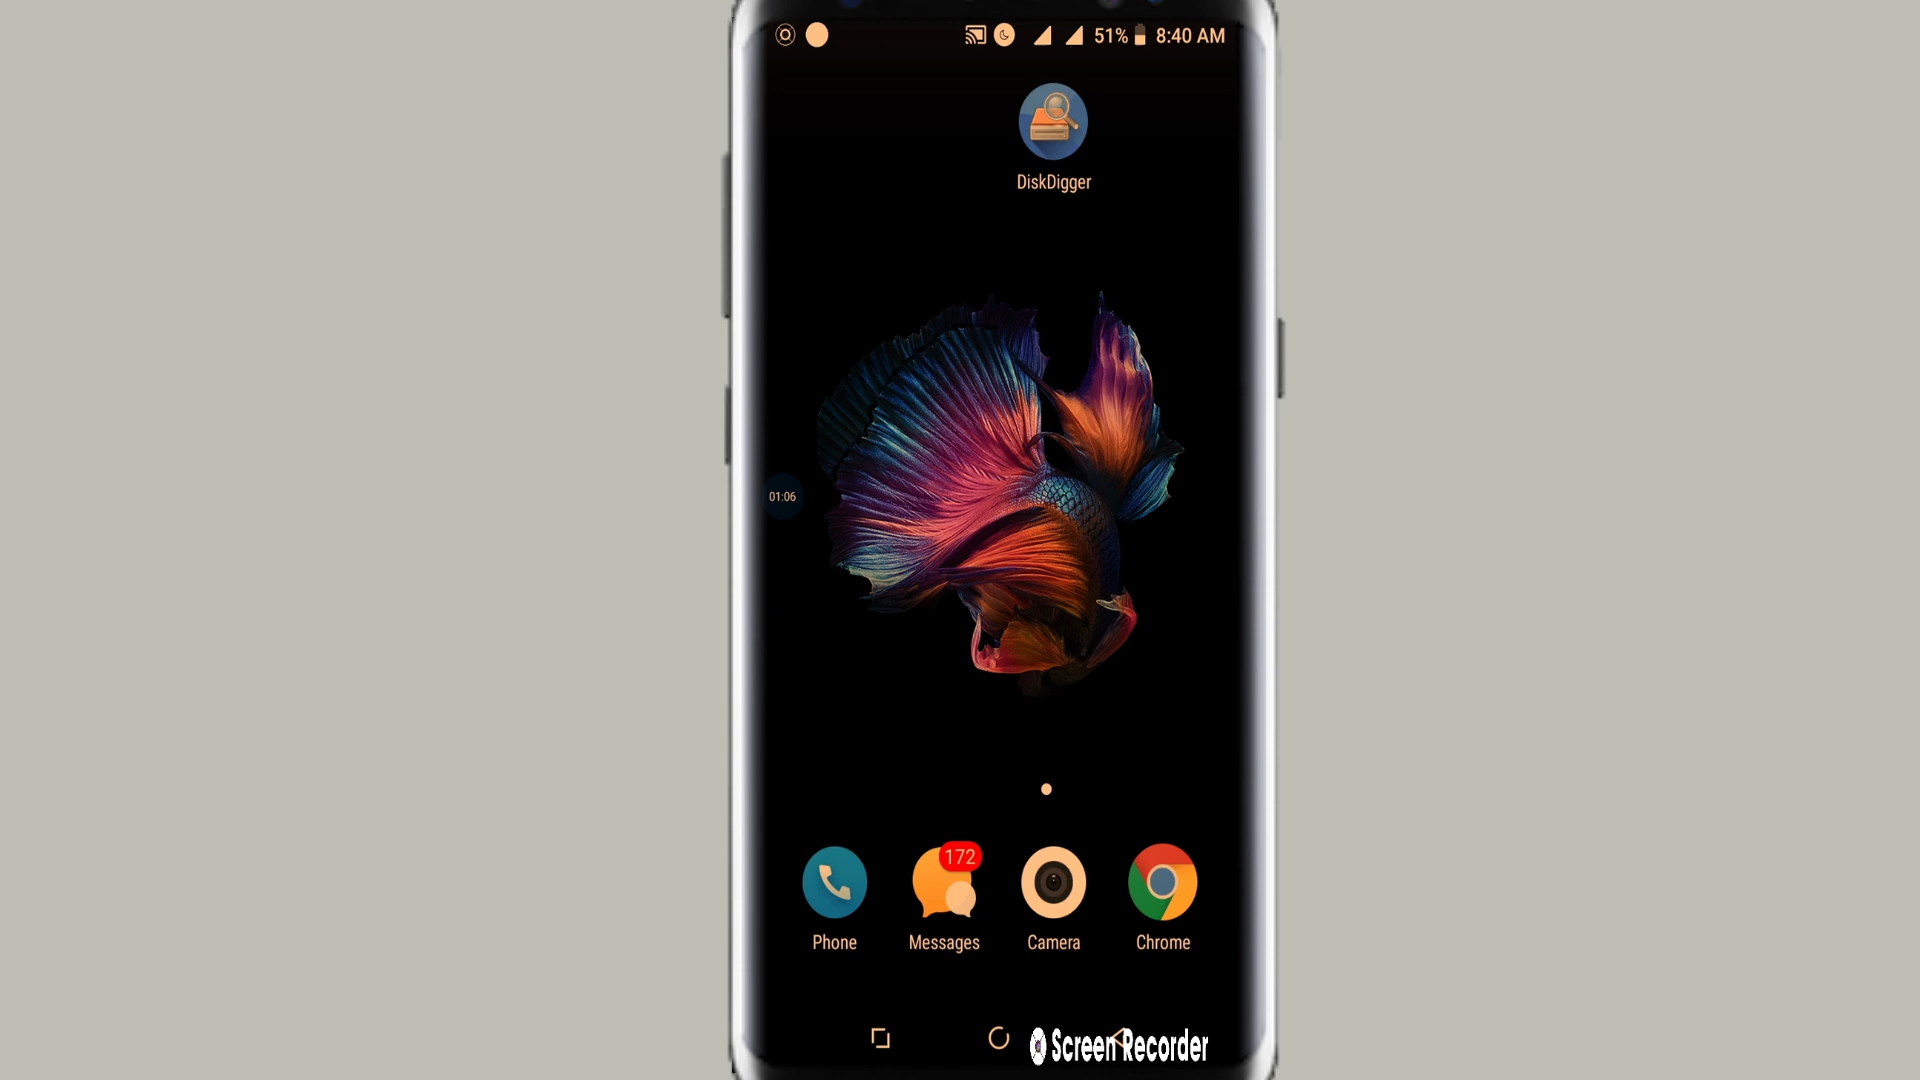 51% 8:40 AM
DiskDigger
01:06
172
Phone Messages Camera Chrome
Screen Recorder